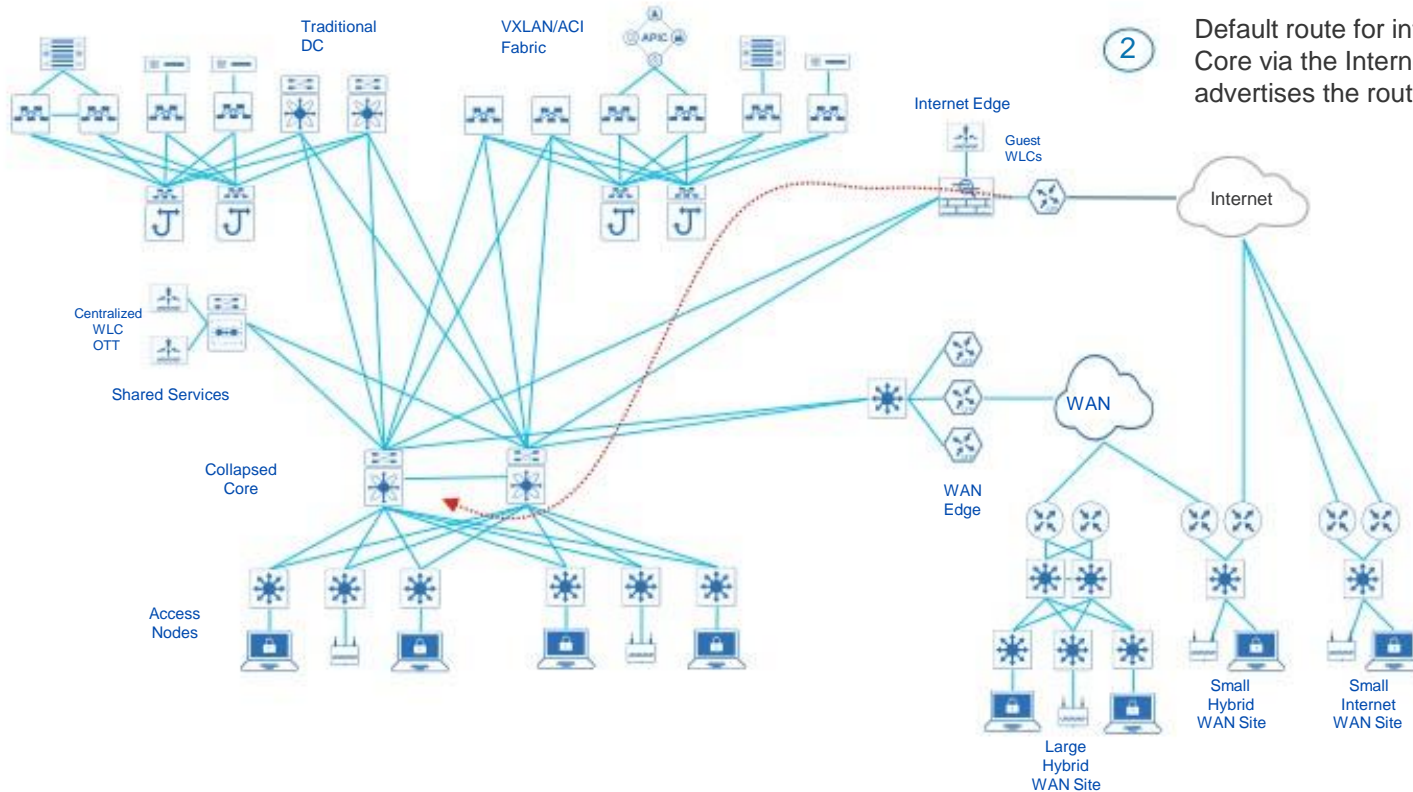 Traditional
DC
VXLAN/ACI
Fabric
APIC
2
Default route for in
Core via the Intern
advertises the rout
Internet Edge
Guest
WLCs
Internet
Centralized
WLC
OTT
Shared Services
WAN
Collapsed
Core
WAN
Edge
Access
Nodes
Small
Hybrid
WAN Site
Small
Internet
WAN Site
Large
Hybrid
WAN Site